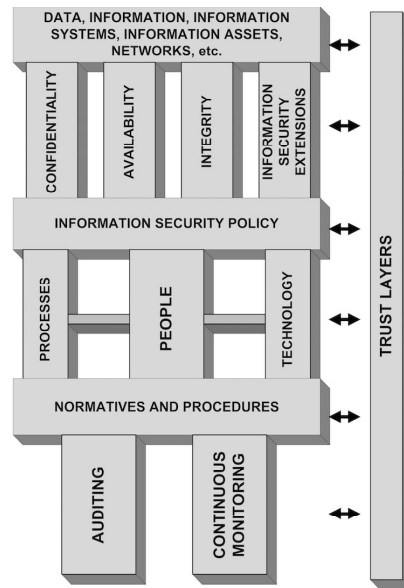 DATA, INFORMATION, INFORMATION
SYSTEMS, INFORMATION ASSETS,
NETWORKS, etc.
CONFIDENTIALITY
AVAILABILITY
INTEGRITY
INFORMATION
SECURITY
EXTENSIONS
INFORMATION SECURITY POLICY
PROCESSES
PEOPLE
TECHNOLOGY
NORMATIVES AND PROCEDURES
AUDITING
CONTINUOUS
MONITORING
TRUST LAYERS